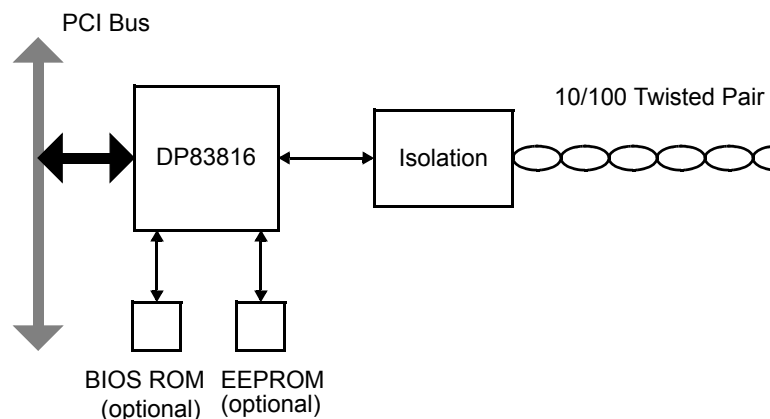 PCI Bus
10/100 Twisted Pair
DP83816
Isolation
BIOS ROM
(optional)
EEPROM
(optional)